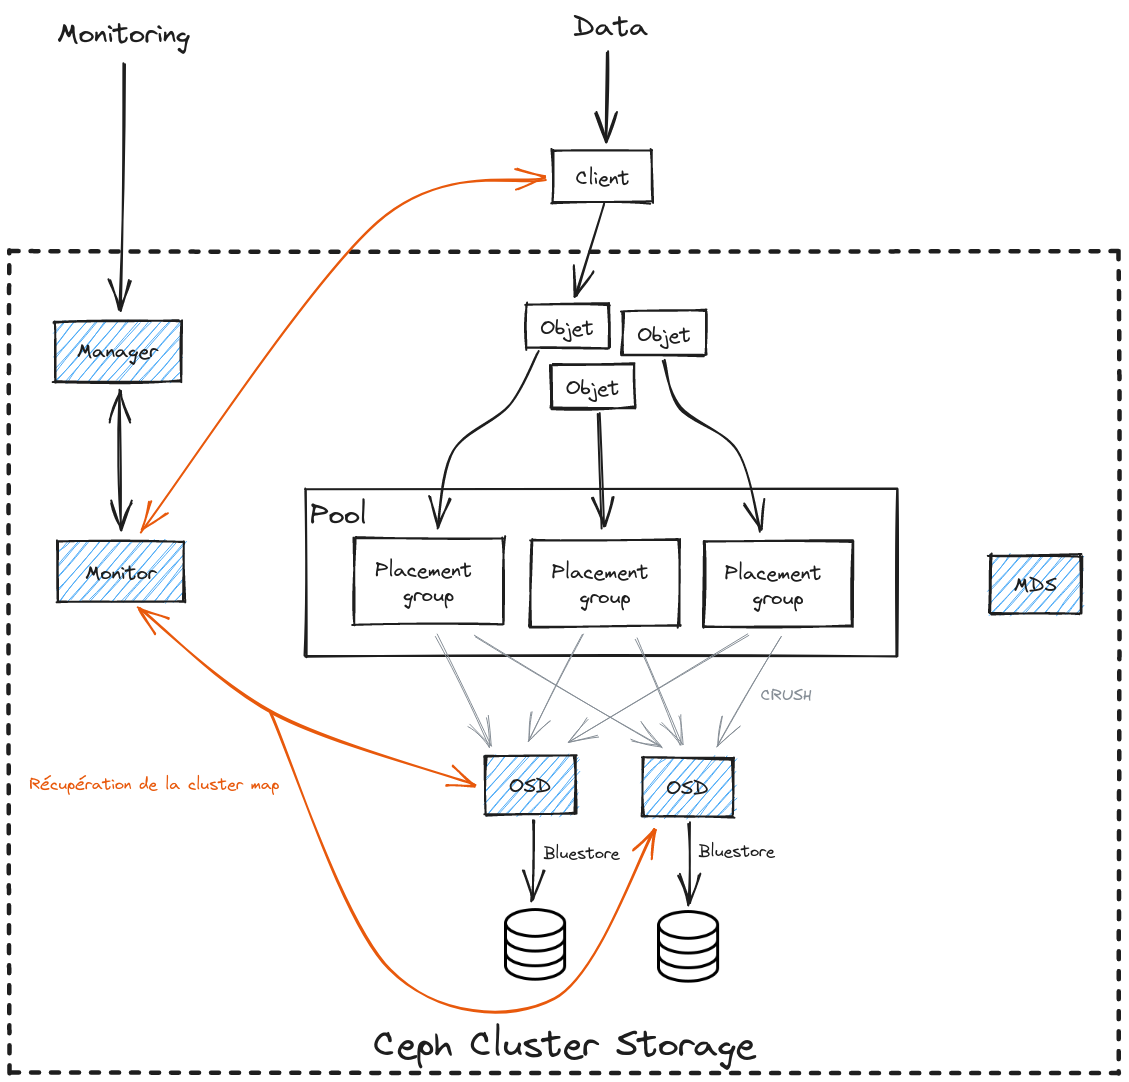 Monitoring
Data
Client
Objet
Objet
Manager
Objet
Pool
Placement
group
Placement
group
Placement
group
Monitor
MDS
CRUSH
Récupération de la cluster map
OSD
OSD
Bluestore
Bluestore
Ceph Cluster Storage